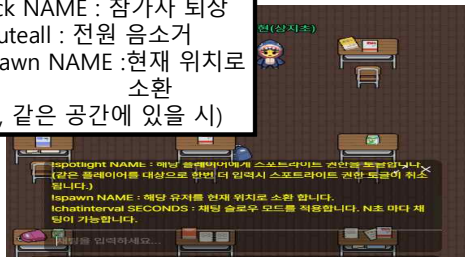 ck NAME : 참가사 퇴상
uteall : 전원 음소거
pawn NAME :현재 위치로
소환
, 같은 공간에 있을 시)
현(상지초)
!spotlight NAME : 해당 플레이어에게 스포트라이트 권한을 토글합니다.
(같은 플레이어를 대상으로 한번 더 입력시 스포트라이트 권한 토글이 취소
됩니다.)
!spawn NAME : 해당 유저를 현재 위치로 소환 합니다.
!chatinterval SECONDS : 채팅 슬로우 모드를 적용합니다. N초 마다 채
팅이 가능합니다.
채팅을 입력하세요...